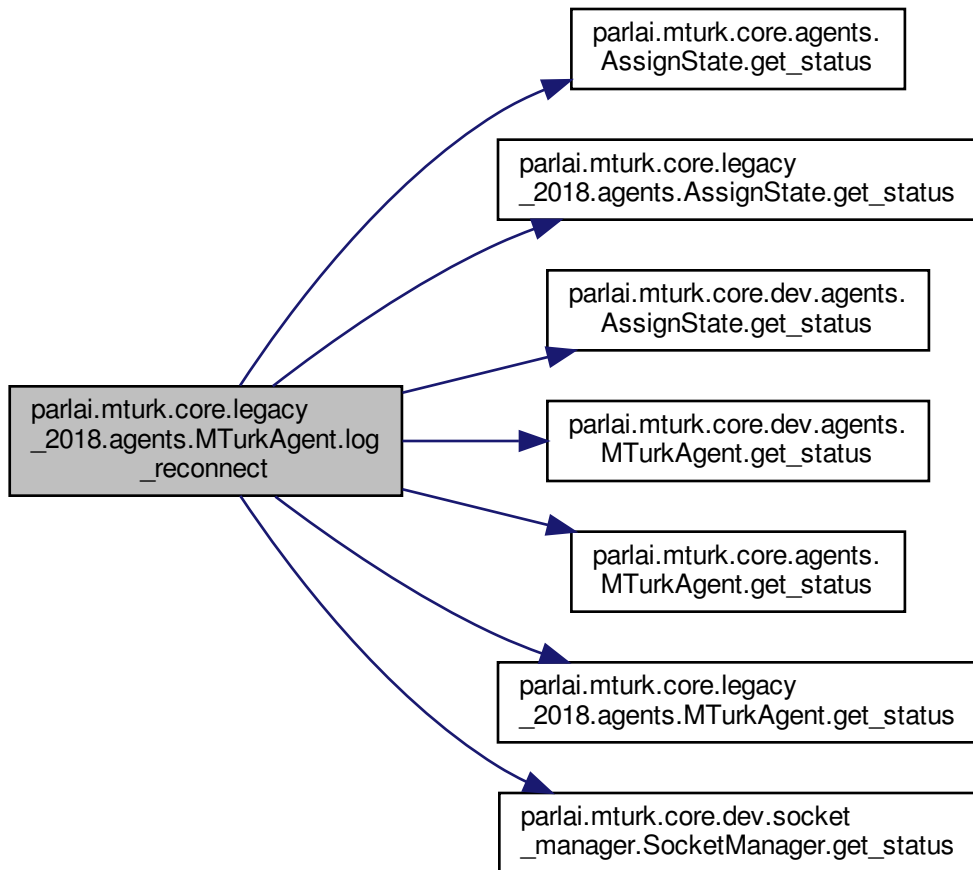 parlai.mturk.core.agents.
AssignState.get_status
parlai.mturk.core.legacy
_2018.agents.AssignState.get_status
parlai.mturk.core.dev.agents.
AssignState.get_status
parlai.mturk.core.legacy
_2018.agents.MTurkAgent.log
_reconnect
parlai.mturk.core.dev.agents.
MTurkAgent.get_status
parlai.mturk.core.agents.
MTurkAgent.get_status
parlai.mturk.core.legacy
_2018.agents.MTurkAgent.get_status
parlai.mturk.core.dev.socket
_manager.SocketManager.get_status